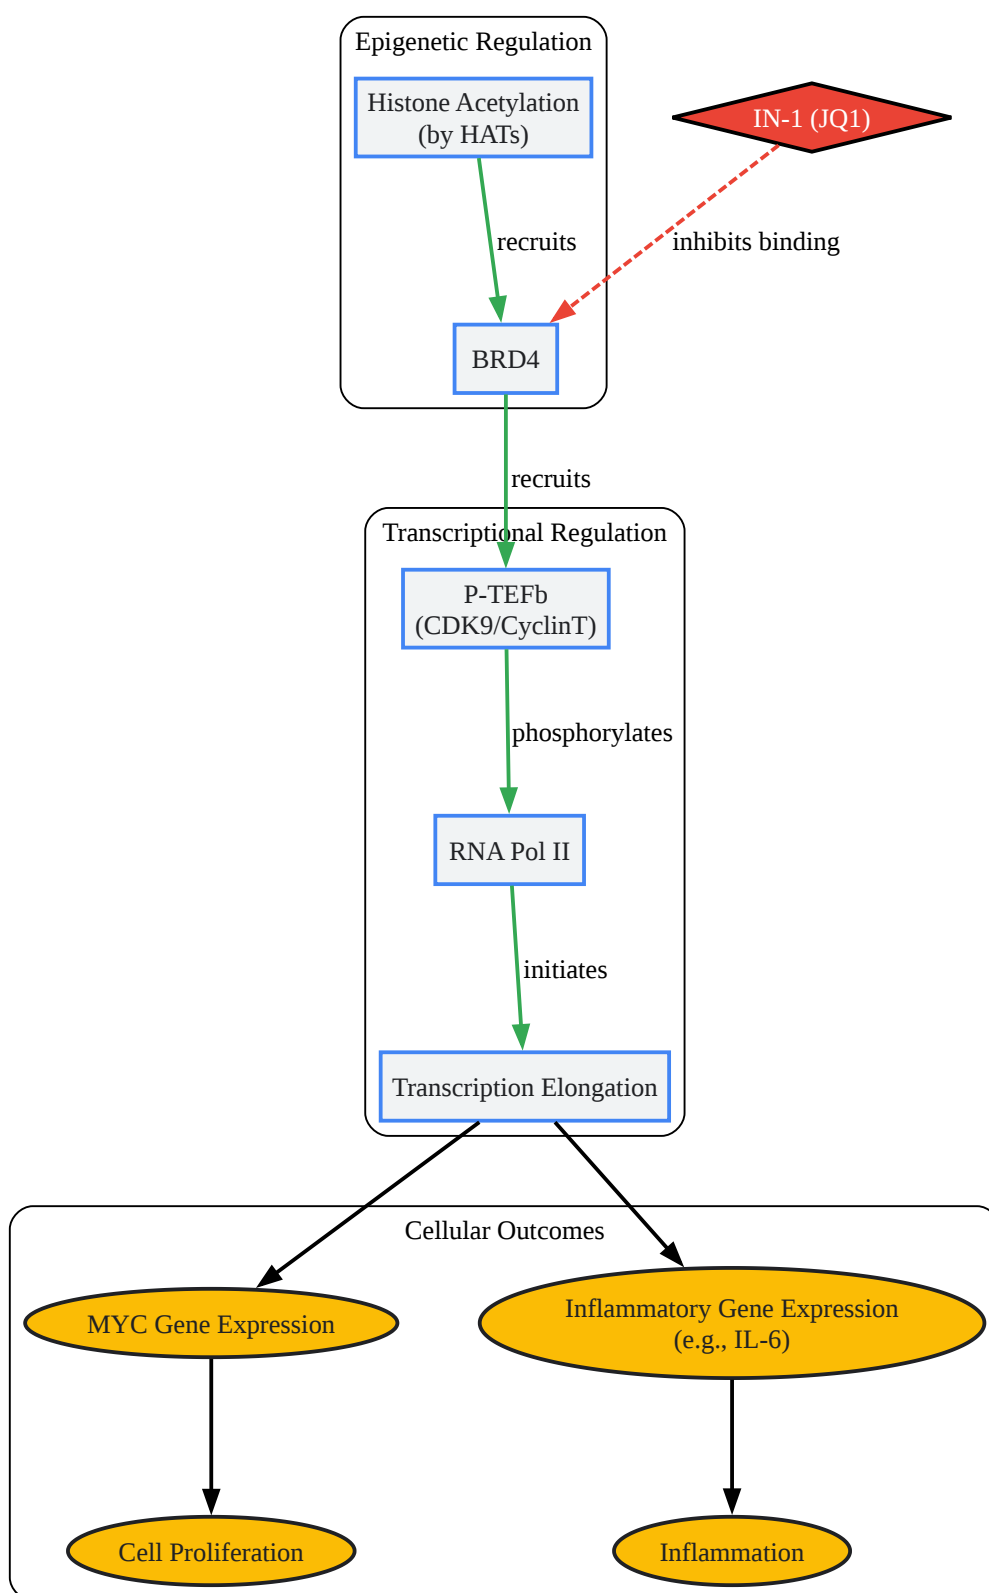 Epigenetic Regulation
Histone Acetylation
(by HATs)
IN-1 (JQ1)
recruits
inhibits binding
BRD4
recruits
Transcriptional Regulation
P-TEFb
(CDK9/CyclinT)
phosphorylates
RNA Pol II
initiates
Transcription Elongation
Cellular Outcomes
MYC Gene Expression
Inflammatory Gene Expression
(e.g., IL-6)
Cell Proliferation
Inflammation